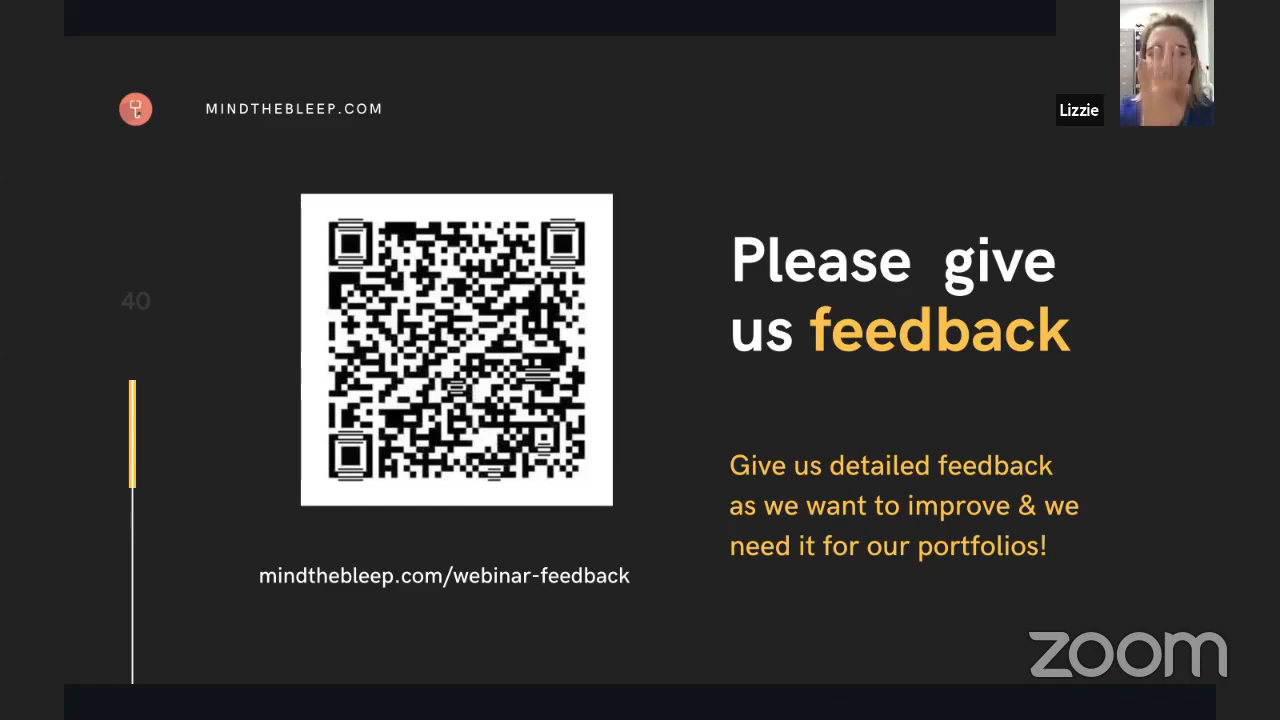 MINDTHEBLEEP.COM
Lizzie
40
Please give
us feedback
Give us detailed feedback
as we want to improve & we
need it for our portfolios!
mindthebleep.com/webinar-feedback
zoom